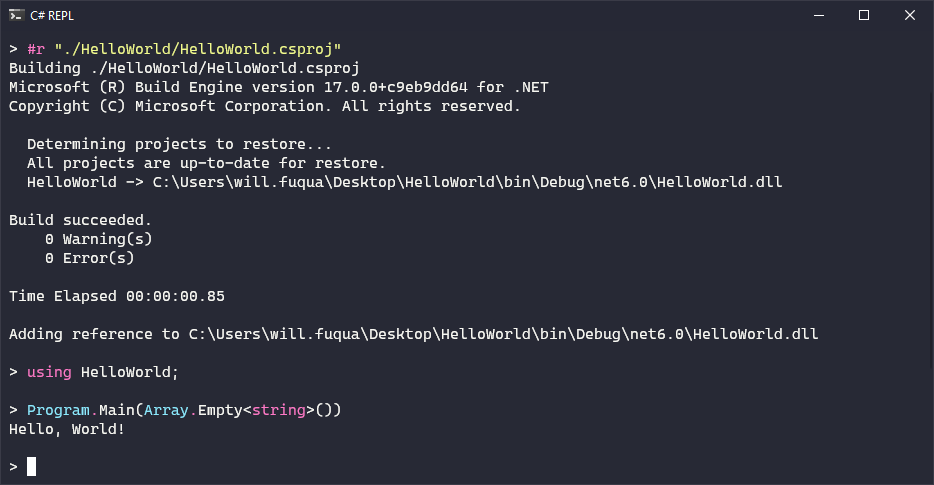 C# REPL
> #r "./HelloWorld/HelloWorld.csproj"
Building ./HelloWorld/HelloWorld.csproj
Microsoft (R) Build Engine version 17.0.0+c9eb9dd64 for .NET
Copyright (C) Microsoft Corporation. All rights reserved.
  Determining projects to restore...
  All projects are up-to-date for restore.
  HelloWorld -> C:\Users\will.fuqua\Desktop\HelloWorld\bin\Debug\net6.0\HelloWorld.dll
Build succeeded.
    0 Warning(s)
    0 Error(s)
Time Elapsed 00:00:00.85
Adding reference to C:\Users\will.fuqua\Desktop\HelloWorld\bin\Debug\net6.0\HelloWorld.dll
> using HelloWorld;
> Program.Main(Array.Empty<string>())
Hello, World!
>